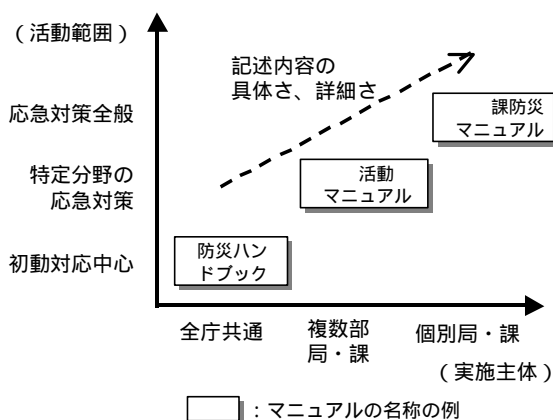 （活動範囲）
記述内容の
具体さ、詳細さ
応急対策全般
課防災
マニュアル
特定分野の
応急対策
活動
マニュアル
初動対応中心
防災ハン
ドブック
全庁共通
複数部
局・課
個別局・課
（実施主体）
：マニュアルの名称の例